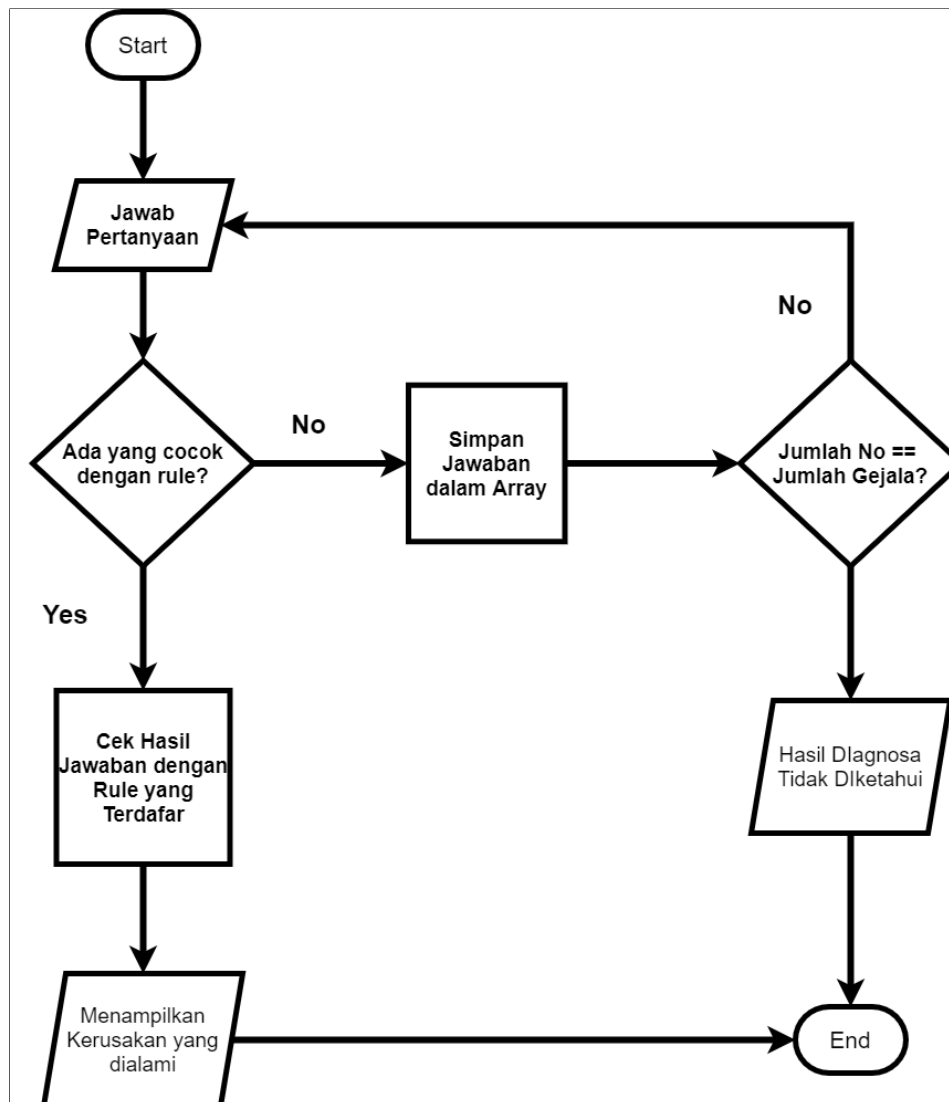 Start
Jawab
Pertanyaan
No
Ada yang cocok
dengan rule?
No
Simpan
Jawaban
dalam Array
Jumlah No ==
Jumlah Gejala?
Yes
Cek Hasil
Jawaban dengan
Rule yang
Terdafar
Hasil DIagnosa
Tidak DIketahui
Menampilkan
Kerusakan yang
dialami
End